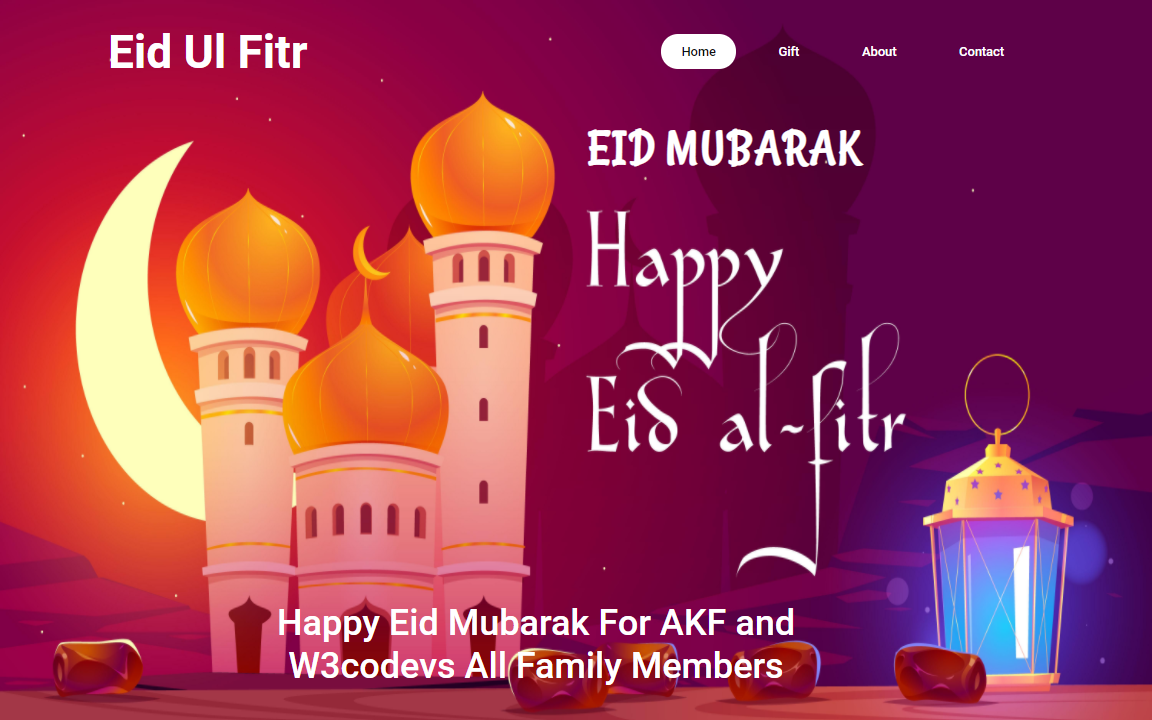 Eid Ul Fitr
Home Gift About Contact
EID MUBARAK
Happy
Eid al-fitr
Happy Eid Mubarak For AKF and
W3codevs All Family Members